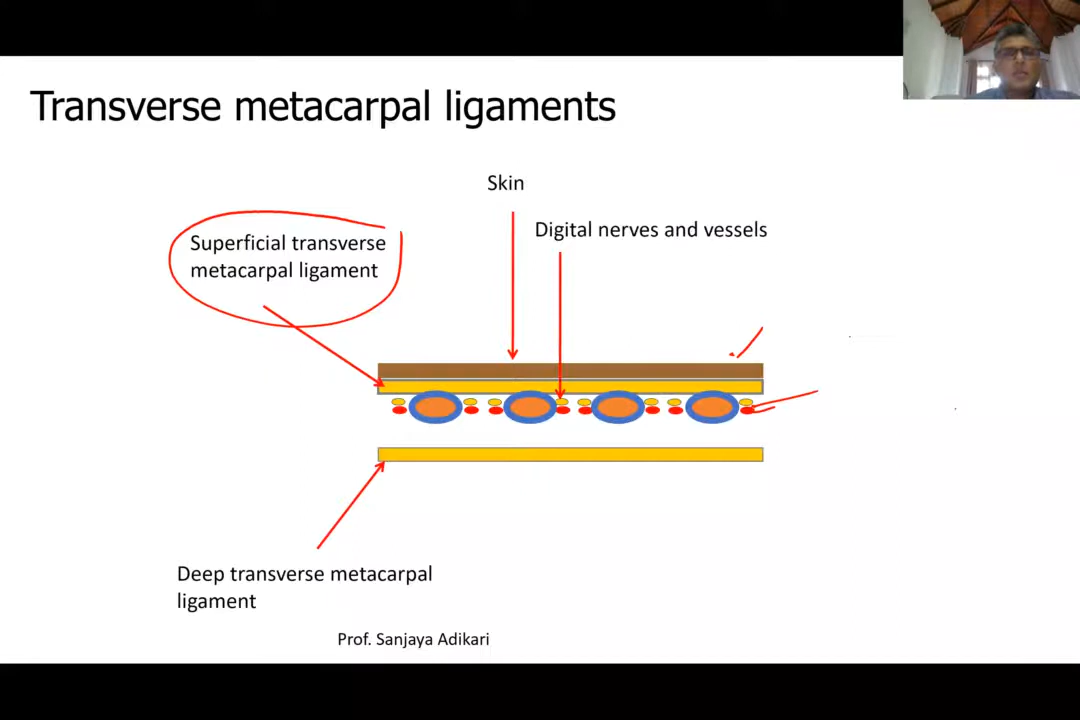 Transverse metacarpal ligaments
Skin
Digital nerves and vessels
Superficial transverse
metacarpal ligament
Deep transverse metacarpal
ligament
Prof. Sanjaya Adikari